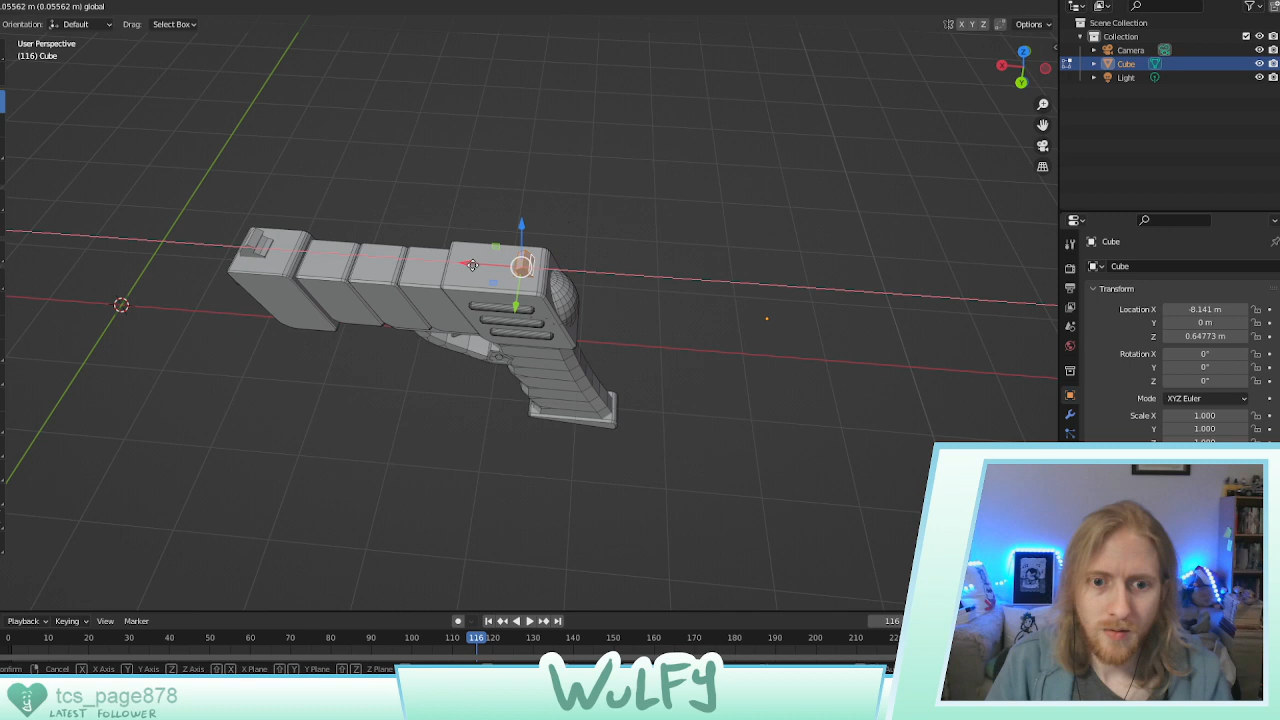 .05562 m (0.05562 m) global
Orientation: Default Drag: Select Box X Y Z Options
User Perspective
(116) Cube
Z
X
Y
Scene Collection
Collection
Camera
Cube
Light
Cube
Cube
Transform
Location X -8.141 m
Y 0 m
Z 0.64773 m
Rotation X 0°
Y 0°
Z 0°
Mode XYZ Euler
Scale X 1.000
Y 1.000
Playback Keying View Marker 116
0 10 20 30 40 50 60 70 80 90 100 110 116 120 130 140 150 160 170 180 190 200 210
onfirm Cancel X X Axis Y Y Axis Z Z Axis X X Plane Y Y Plane Z Z Plane
tcs_page878
LATEST FOLLOWER
WULFY